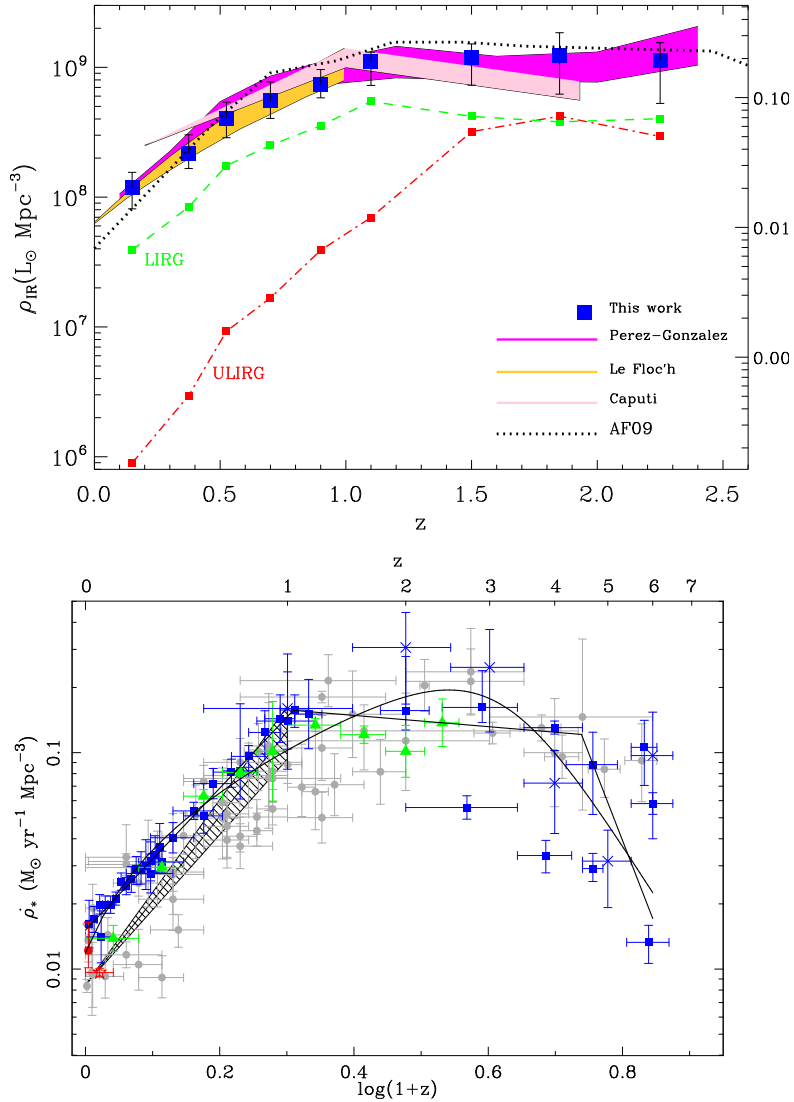 10⁹
10⁸
10⁷
10⁶
ρ_IR(L⊙ Mpc⁻³)
0.10
0.01
0.00
LIRG
ULIRG
This work
Perez−Gonzalez
Le Floc'h
Caputi
AF09
0.0 0.5 1.0 1.5 2.0 2.5
z
z
0 1 2 3 4 5 6 7
0.1
0.01
ρ̇* (M⊙ yr⁻¹ Mpc⁻³)
0 0.2 0.4 0.6 0.8
log(1+z)